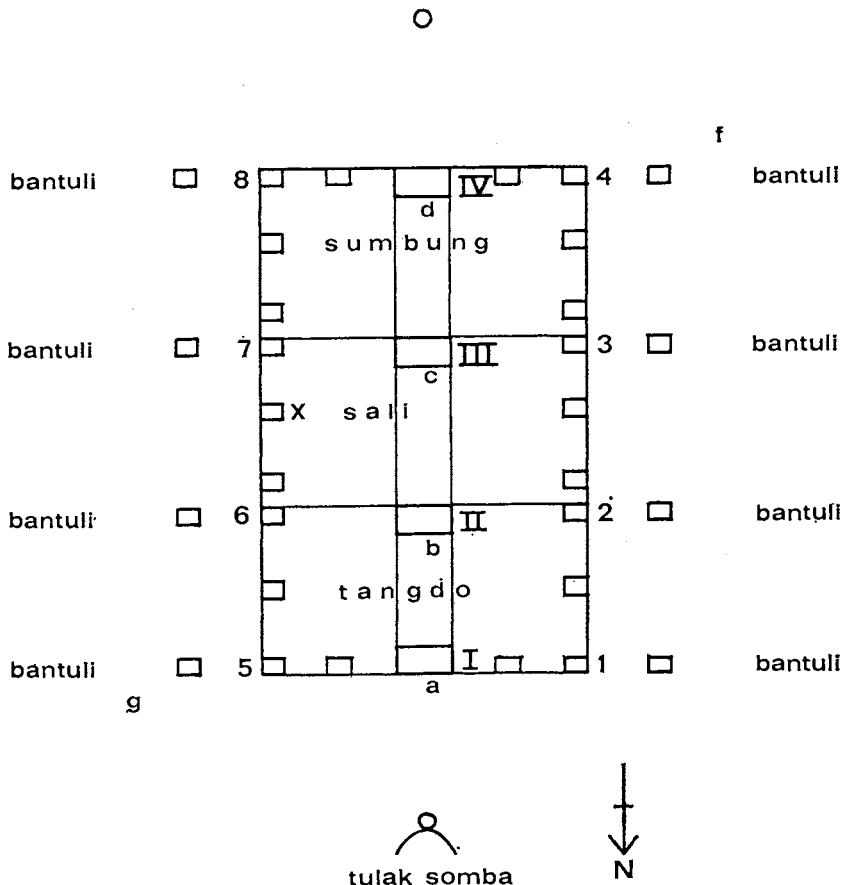 f
bantuli 8 IV 4 bantuli
d
sumbung
bantuli 7 III 3 bantuli
c
X sali
bantuli 6 II 2 bantuli
b
tangdo
bantuli 5 I 1 bantuli
a
g
tulak somba
N